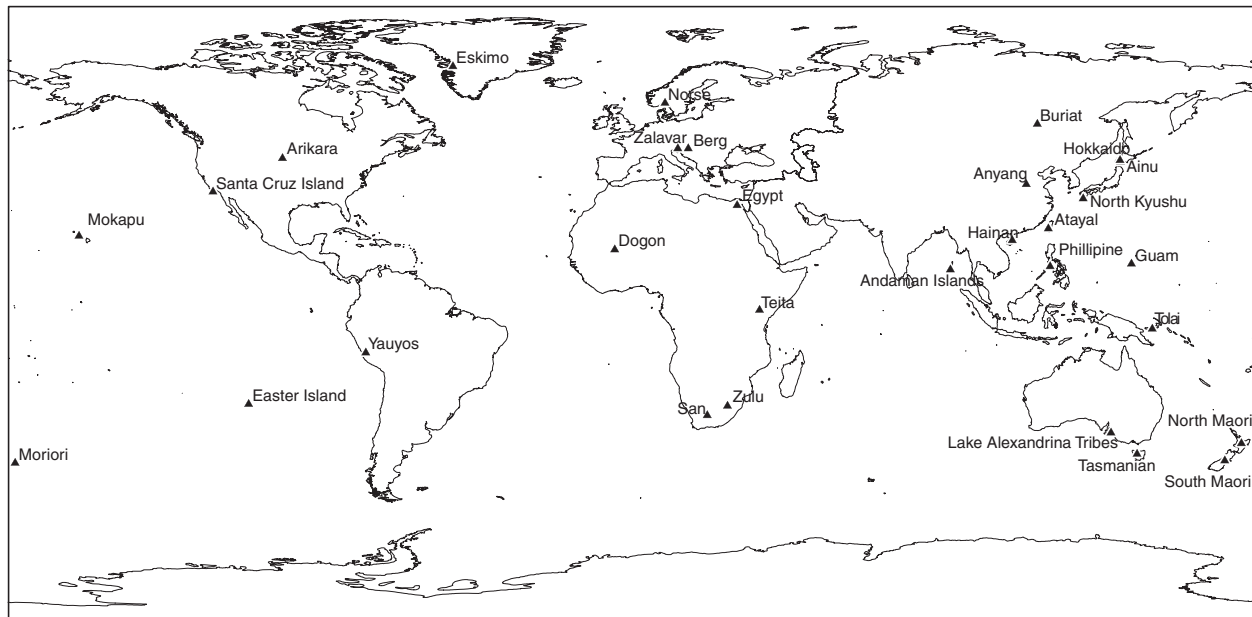 Eskimo
Norse
Buriat
Zalavar
Berg
Hokkaido
Ainu
Arikara
Anyang
Santa Cruz Island
North Kyushu
Egypt
Mokapu
Atayal
Hainan
Dogon
Phillipine
Guam
Andaman Islands
Teita
Tolai
Yauyos
Easter Island
Zulu
San
North Maori
Lake Alexandrina Tribes
Moriori
Tasmanian
South Maori